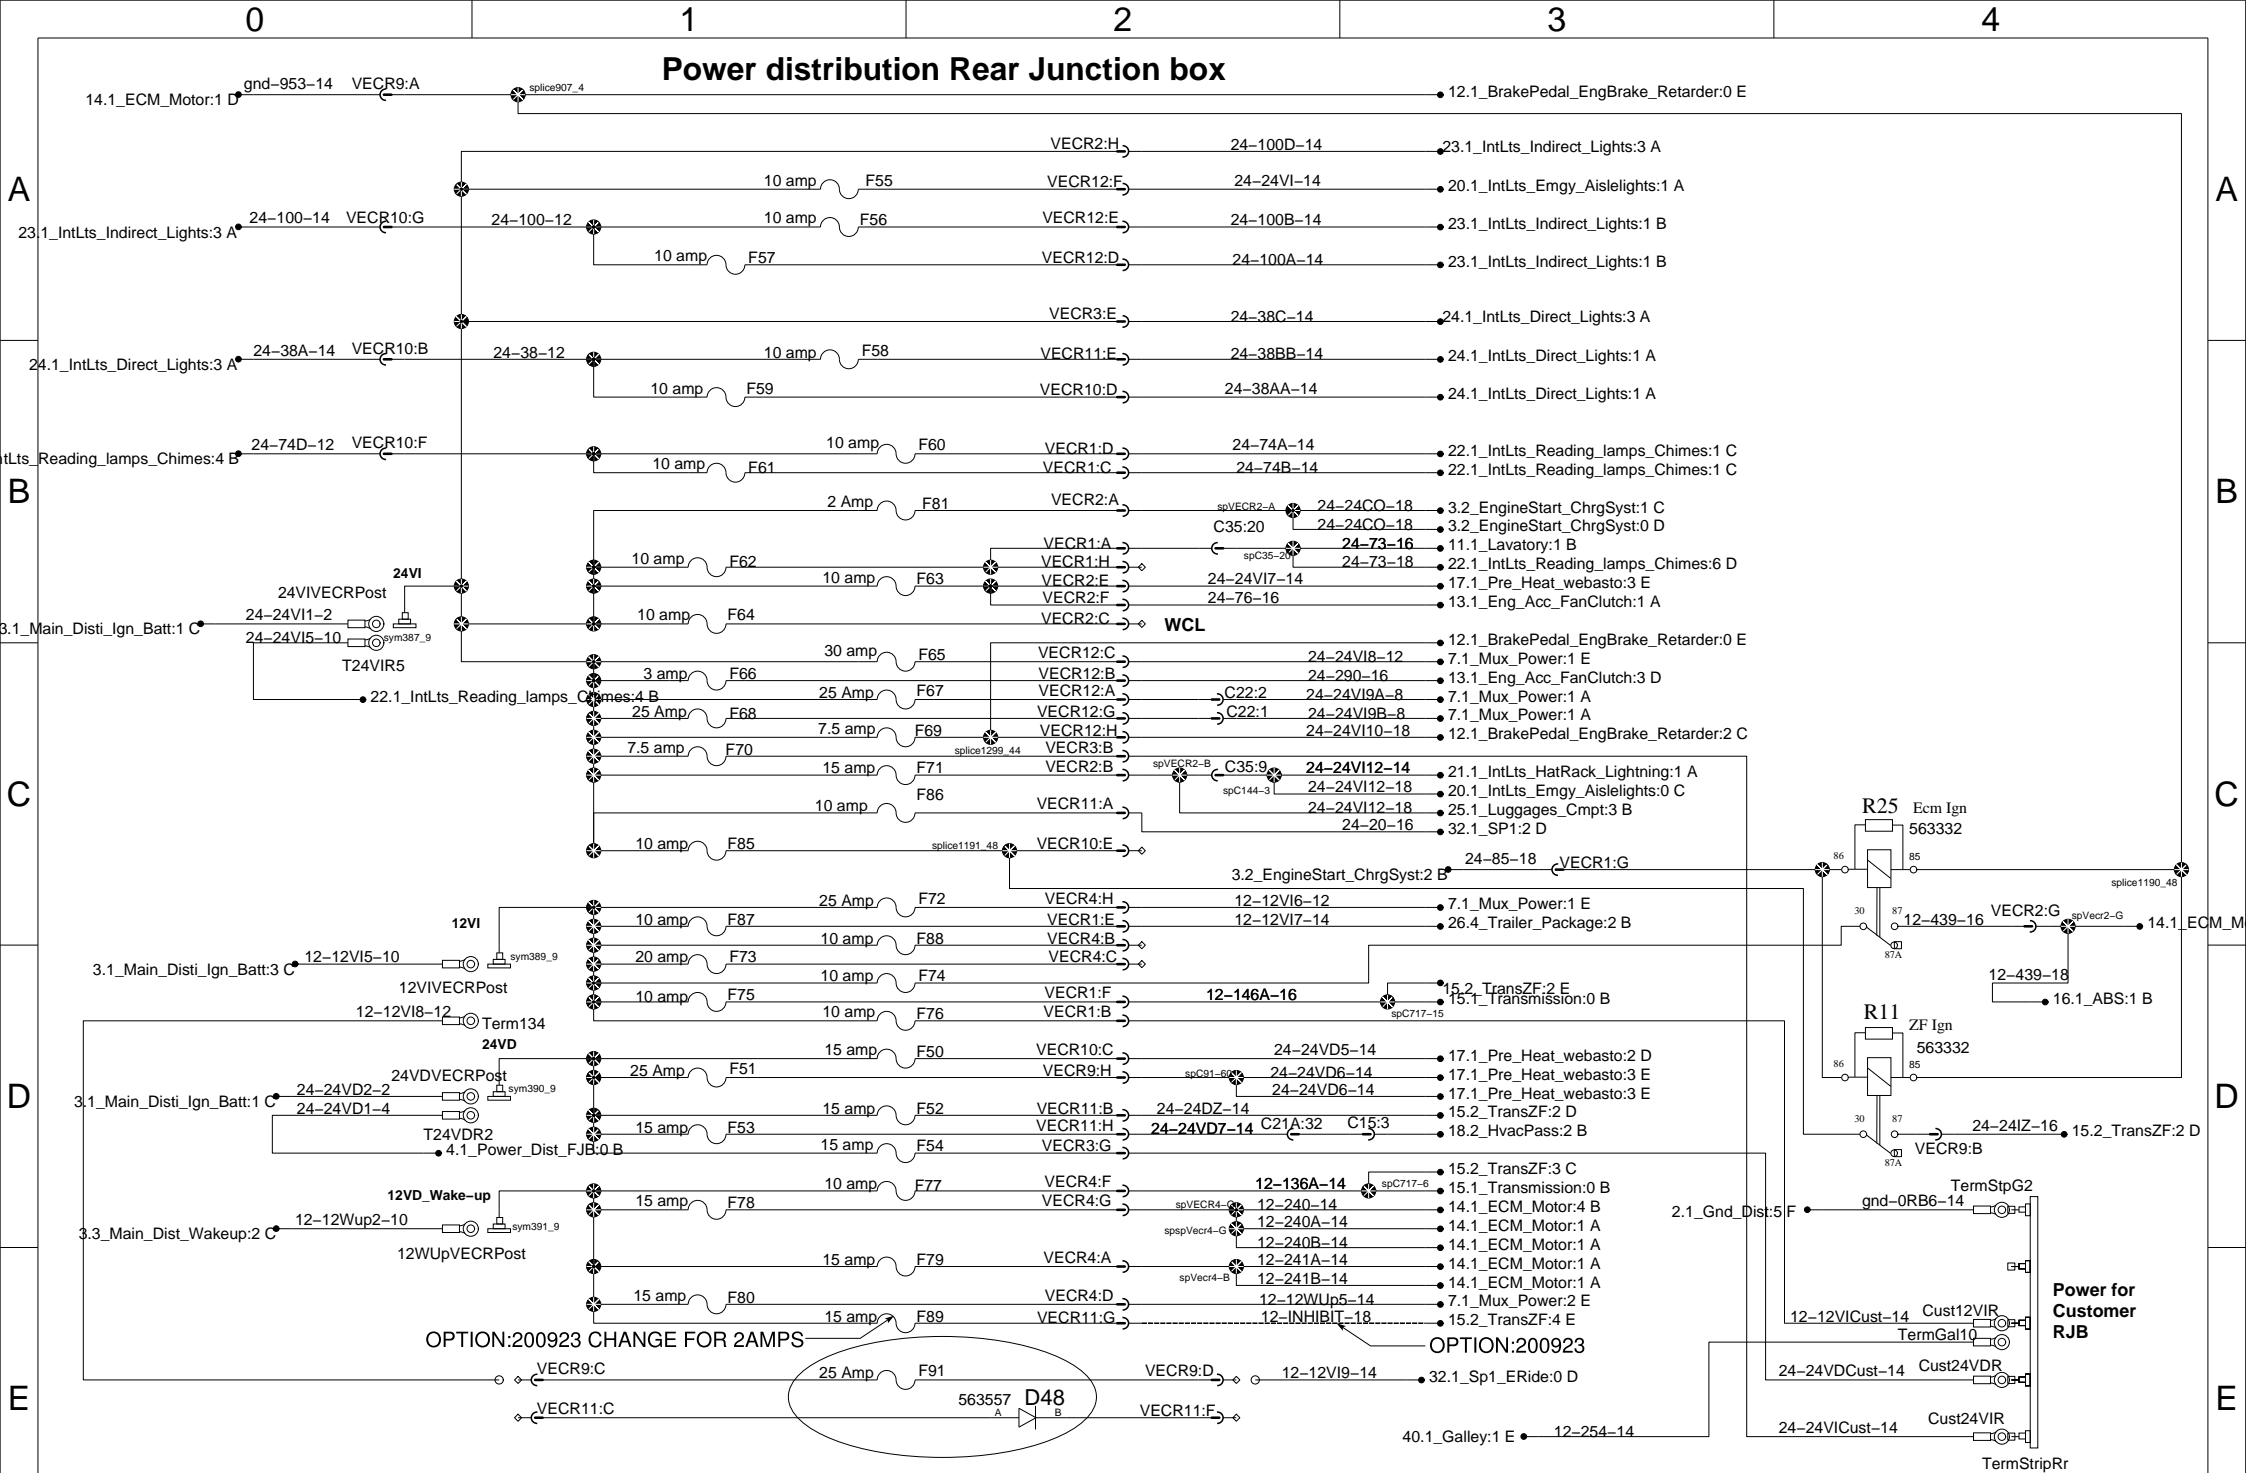 0 1 2 3 4
Power distribution Rear Junction box
14.1_ECM_Motor:1 D gnd−953−14 VECR9:A splice907_4 12.1_BrakePedal_EngBrake_Retarder:0 E
VECR2:H 24−100D−14 23.1_IntLts_Indirect_Lights:3 A
A 10 amp F55 VECR12:F 24−24VI−14 20.1_IntLts_Emgy_Aislelights:1 A A
23.1_IntLts_Indirect_Lights:3 A 24−100−14 VECR10:G 24−100−12 10 amp F56 VECR12:E 24−100B−14 23.1_IntLts_Indirect_Lights:1 B
10 amp F57 VECR12:D 24−100A−14 23.1_IntLts_Indirect_Lights:1 B
VECR3:E 24−38C−14 24.1_IntLts_Direct_Lights:3 A
24.1_IntLts_Direct_Lights:3 A 24−38A−14 VECR10:B 24−38−12 10 amp F58 VECR11:E 24−38BB−14 24.1_IntLts_Direct_Lights:1 A
10 amp F59 VECR10:D 24−38AA−14 24.1_IntLts_Direct_Lights:1 A
tLts_Reading_lamps_Chimes:4 B 24−74D−12 VECR10:F 10 amp F60 VECR1:D 24−74A−14 22.1_IntLts_Reading_lamps_Chimes:1 C
10 amp F61 VECR1:C 24−74B−14 22.1_IntLts_Reading_lamps_Chimes:1 C
B B
2 Amp F81 VECR2:A spVECR2−A 24−24CO−18 3.2_EngineStart_ChrgSyst:1 C
24−24CO−18 3.2_EngineStart_ChrgSyst:0 D
C35:20
VECR1:A spC35−20 24−73−16 11.1_Lavatory:1 B
10 amp F62 VECR1:H 24−73−18 22.1_IntLts_Reading_lamps_Chimes:6 D
24VI 10 amp F63 VECR2:E 24−24VI7−14 17.1_Pre_Heat_webasto:3 E
24VIVECRPost VECR2:F 24−76−16 13.1_Eng_Acc_FanClutch:1 A
3.1_Main_Disti_Ign_Batt:1 C 24−24VI1−2 10 amp F64 VECR2:C WCL
24−24VI5−10 sym387_9 12.1_BrakePedal_EngBrake_Retarder:0 E
T24VIR5 30 amp F65 VECR12:C 24−24VI8−12 7.1_Mux_Power:1 E
3 amp F66 VECR12:B 24−290−16 13.1_Eng_Acc_FanClutch:3 D
22.1_IntLts_Reading_lamps_Chimes:4 B 25 Amp F67 VECR12:A C22:2 24−24VI9A−8 7.1_Mux_Power:1 A
25 Amp F68 VECR12:G C22:1 24−24VI9B−8 7.1_Mux_Power:1 A
7.5 amp F69 splice1299_44 VECR12:H 24−24VI10−18 12.1_BrakePedal_EngBrake_Retarder:2 C
7.5 amp F70 VECR3:B
15 amp F71 VECR2:B spVECR2−B C35:9 24−24VI12−14 21.1_IntLts_HatRack_Lightning:1 A
C spC144−3 24−24VI12−18 20.1_IntLts_Emgy_Aislelights:0 C C
10 amp F86 VECR11:A 24−24VI12−18 25.1_Luggages_Cmpt:3 B R25 Ecm Ign
24−20−16 32.1_SP1:2 D 563332
10 amp F85 splice1191_48 VECR10:E
3.2_EngineStart_ChrgSyst:2 B 24−85−18 VECR1:G 86 85 splice1190_48
12VI 25 Amp F72 VECR4:H 12−12VI6−12 7.1_Mux_Power:1 E
10 amp F87 VECR1:E 12−12VI7−14 26.4_Trailer_Package:2 B 30 87 12−439−16 VECR2:G spVecr2−G 14.1_ECM_M
10 amp F88 VECR4:B 87A
3.1_Main_Disti_Ign_Batt:3 C 12−12VI5−10 sym389_9 20 amp F73 VECR4:C
12VIVECRPost 10 amp F74 15.2_TransZF:2 E 12−439−18
10 amp F75 VECR1:F 12−146A−16 spC717−15 15.1_Transmission:0 B 16.1_ABS:1 B
12−12VI8−12 Term134 10 amp F76 VECR1:B R11 ZF Ign
24VD 563332
15 amp F50 VECR10:C 24−24VD5−14 17.1_Pre_Heat_webasto:2 D
24VDVECRPost 25 Amp F51 VECR9:H spC91−60 24−24VD6−14 17.1_Pre_Heat_webasto:3 E 86 85
D 3.1_Main_Disti_Ign_Batt:1 C 24−24VD2−2 sym390_9 24−24VD6−14 17.1_Pre_Heat_webasto:3 E D
24−24VD1−4 15 amp F52 VECR11:B 24−24DZ−14 15.2_TransZF:2 D
T24VDR2 15 amp F53 VECR11:H 24−24VD7−14 C21A:32 C15:3 18.2_HvacPass:2 B 30 87 24−24IZ−16 15.2_TransZF:2 D
4.1_Power_Dist_FJB:0 B 15 amp F54 VECR3:G 87A VECR9:B
15.2_TransZF:3 C
12VD_Wake−up 10 amp F77 VECR4:F 12−136A−14 spC717−6 15.1_Transmission:0 B TermStpG2
15 amp F78 VECR4:G 12−240−14 14.1_ECM_Motor:4 B 2.1_Gnd_Dist:5 F gnd−0RB6−14
3.3_Main_Dist_Wakeup:2 C 12−12Wup2−10 sym391_9 spspVecr4−G 12−240A−14 14.1_ECM_Motor:1 A
12WUpVECRPost 12−240B−14 14.1_ECM_Motor:1 A
15 amp F79 VECR4:A spVecr4−B 12−241A−14 14.1_ECM_Motor:1 A
12−241B−14 14.1_ECM_Motor:1 A
15 amp F80 VECR4:D 12−12WUp5−14 7.1_Mux_Power:2 E
15 amp F89 VECR11:G 12−INHIBIT−18 15.2_TransZF:4 E 12−12VICust−14 Cust12VIR
Power for
Customer
RJB
OPTION:200923 CHANGE FOR 2AMPS OPTION:200923 TermGal10
VECR9:C 25 Amp F91 VECR9:D 12−12VI9−14 32.1_Sp1_ERide:0 D 24−24VDCust−14 Cust24VDR
E E
VECR11:C 563557 D48 A B VECR11:F
40.1_Galley:1 E 12−254−14 24−24VICust−14 Cust24VIR
TermStripRr